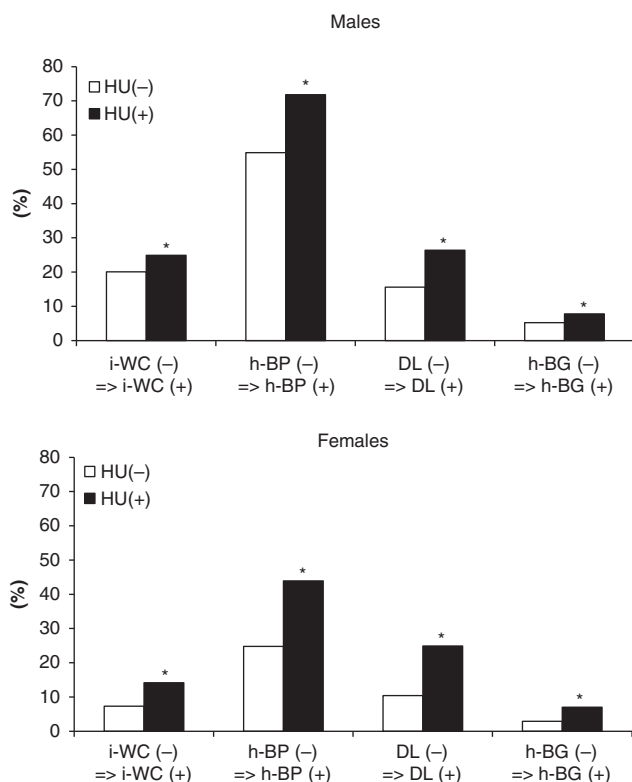 Males
80
70
60
50
40
30
20
10
0
(%)
HU(–)
HU(+)
* * * *
i-WC (–) h-BP (–) DL (–) h-BG (–)
=> i-WC (+) => h-BP (+) => DL (+) => h-BG (+)
Females
80
70
60
50
40
30
20
10
0
(%)
HU(–)
HU(+)
* * * *
i-WC (–) h-BP (–) DL (–) h-BG (–)
=> i-WC (+) => h-BP (+) => DL (+) => h-BG (+)